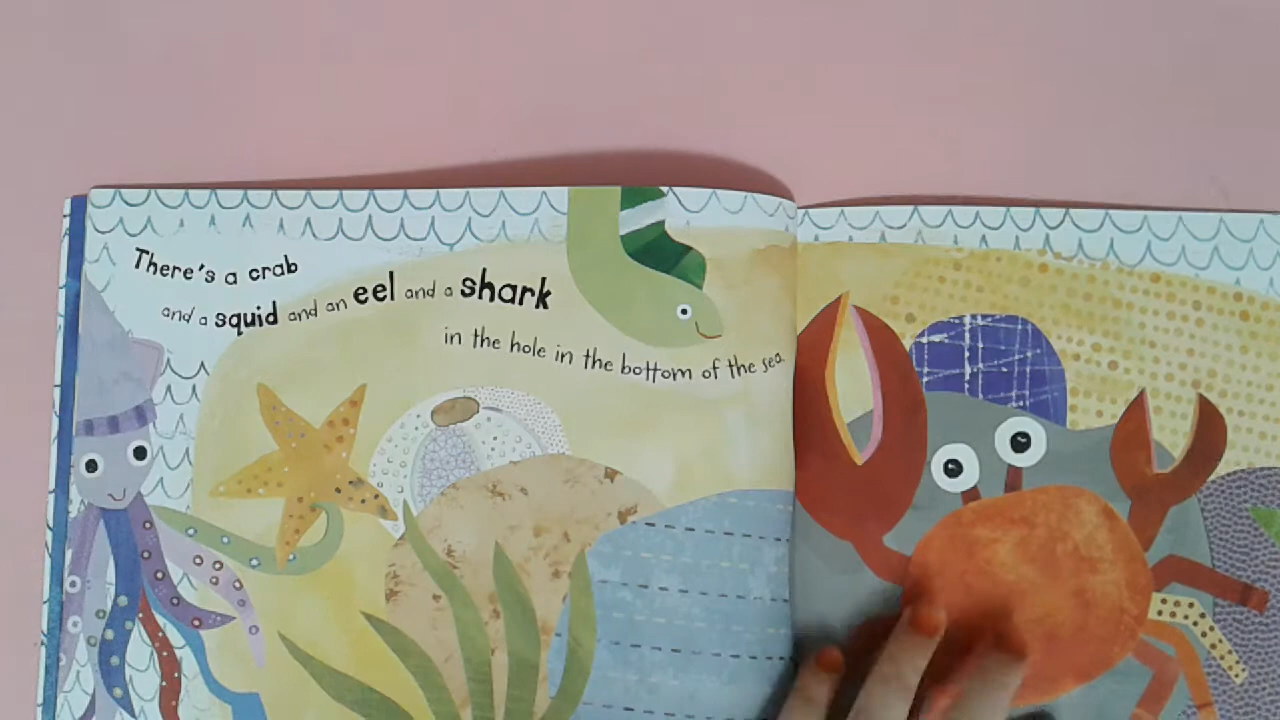 There's a crab
and a squid and an eel and a shark
in the hole in the bottom of the sea.